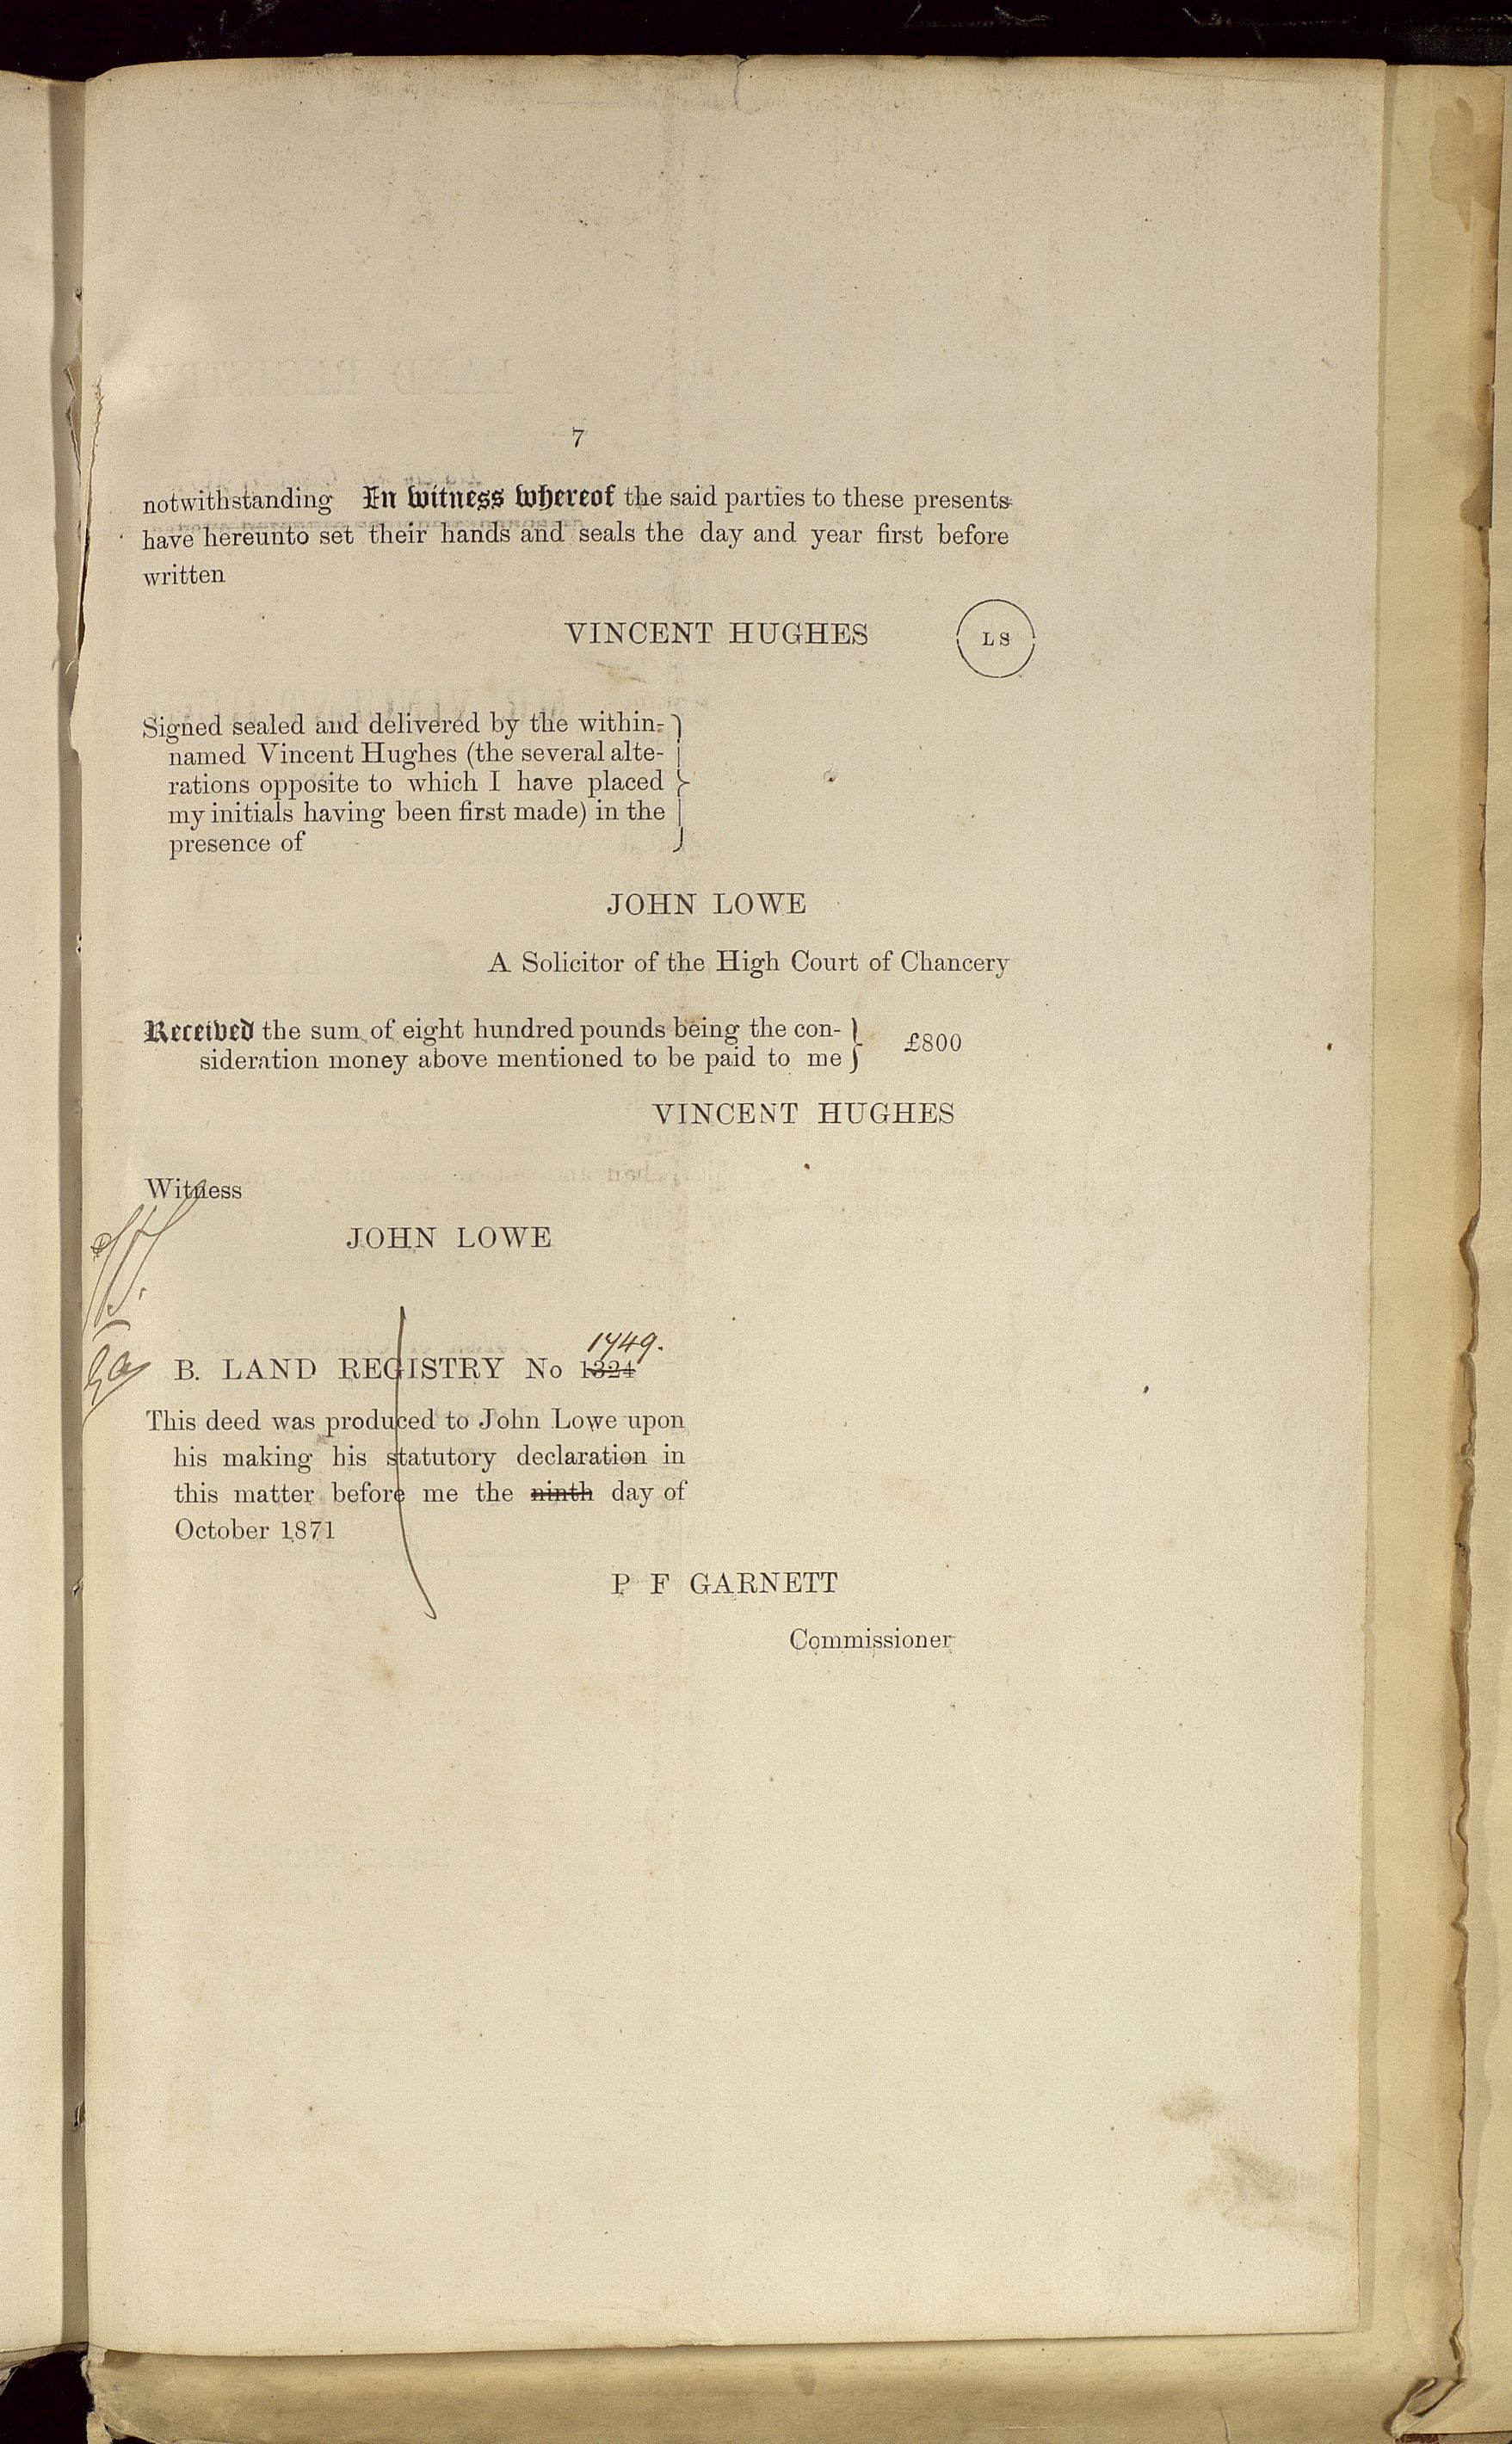 7
notwithstanding In witness whereof the said parties to these presents
have hereunto set their hands and seals the day and year first before
written
VINCENT HUGHES L S
Signed sealed and delivered by the within-
named Vincent Hughes (the several alte-
rations opposite to which I have placed
my initials having been first made) in the
presence of
JOHN LOWE
A Solicitor of the High Court of Chancery
Received the sum of eight hundred pounds being the con-
sideration money above mentioned to be paid to me £800
VINCENT HUGHES
Witness
JOHN LOWE
1749.
B. LAND REGISTRY No 1324
This deed was produced to John Lowe upon
his making his statutory declaration in
this matter before me the ninth day of
October 1871
P F GARNETT
Commissioner